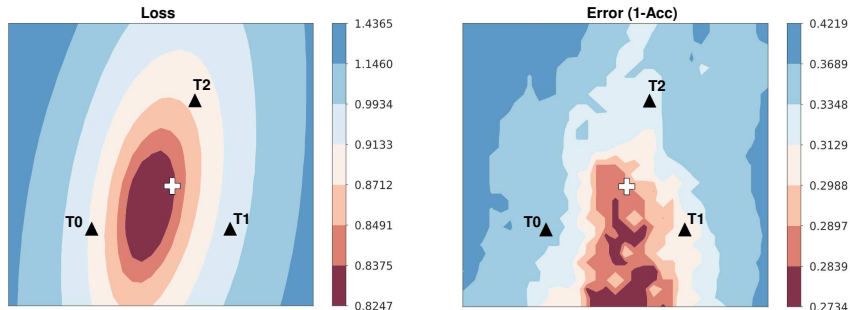 Loss
T2
T0
T1
1.4365
1.1460
0.9934
0.9133
0.8712
0.8491
0.8375
0.8247
Error (1-Acc)
T2
T0
T1
0.4219
0.3689
0.3348
0.3129
0.2988
0.2897
0.2839
0.2734